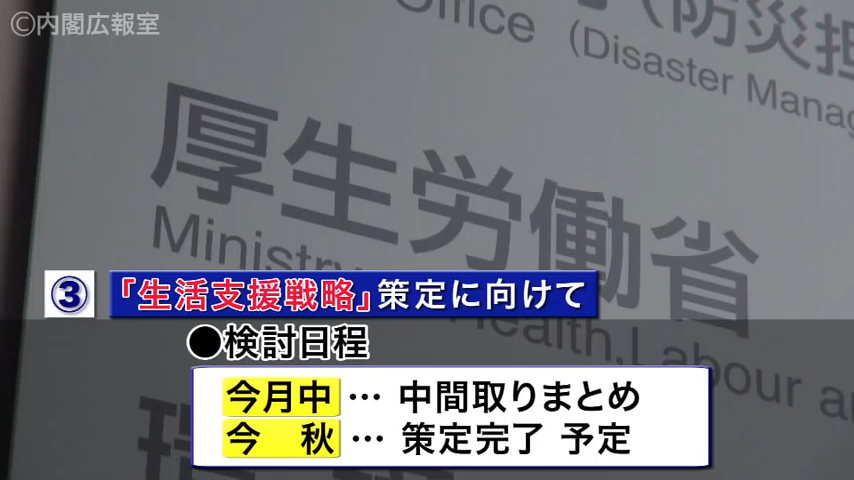 ©内閣広報室
Office (Disaster Manag
(防災担
厚生労働省
Ministry Health, Labour a
③ 「生活支援戦略」策定に向けて
●検討日程
今月中 … 中間取りまとめ
今 秋 … 策定完了 予定